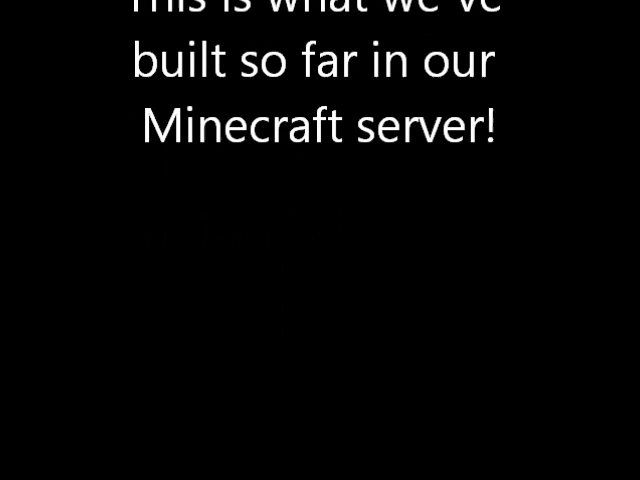 This is what we've
built so far in our
Minecraft server!